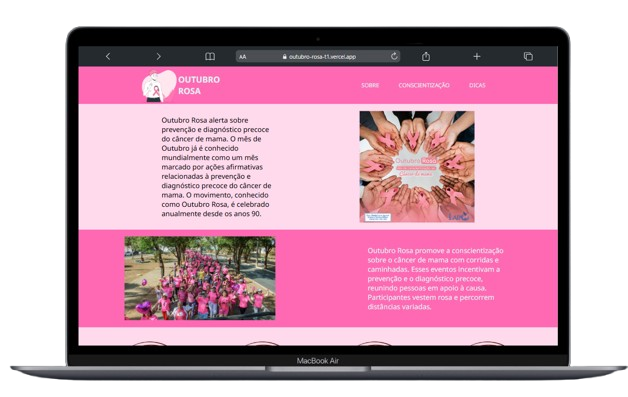 AA
outubro-rosa-t1.vercel.app
OUTUBRO
ROSA
SOBRE
CONSCIENTIZAÇÃO
DICAS
Outubro Rosa alerta sobre
prevenção e diagnóstico precoce
do câncer de mama. O mês de
Outubro já é conhecido
mundialmente como um mês
marcado por ações afirmativas
relacionadas à prevenção e
diagnóstico precoce do câncer de
mama. O movimento, conhecido
como Outubro Rosa, é celebrado
anualmente desde os anos 90.
Outubro Rosa
Câncer de mama
Outubro Rosa promove a conscientização
sobre o câncer de mama com corridas e
caminhadas. Esses eventos incentivam a
prevenção e o diagnóstico precoce,
reunindo pessoas em apoio à causa.
Participantes vestem rosa e percorrem
distâncias variadas.
MacBook Air